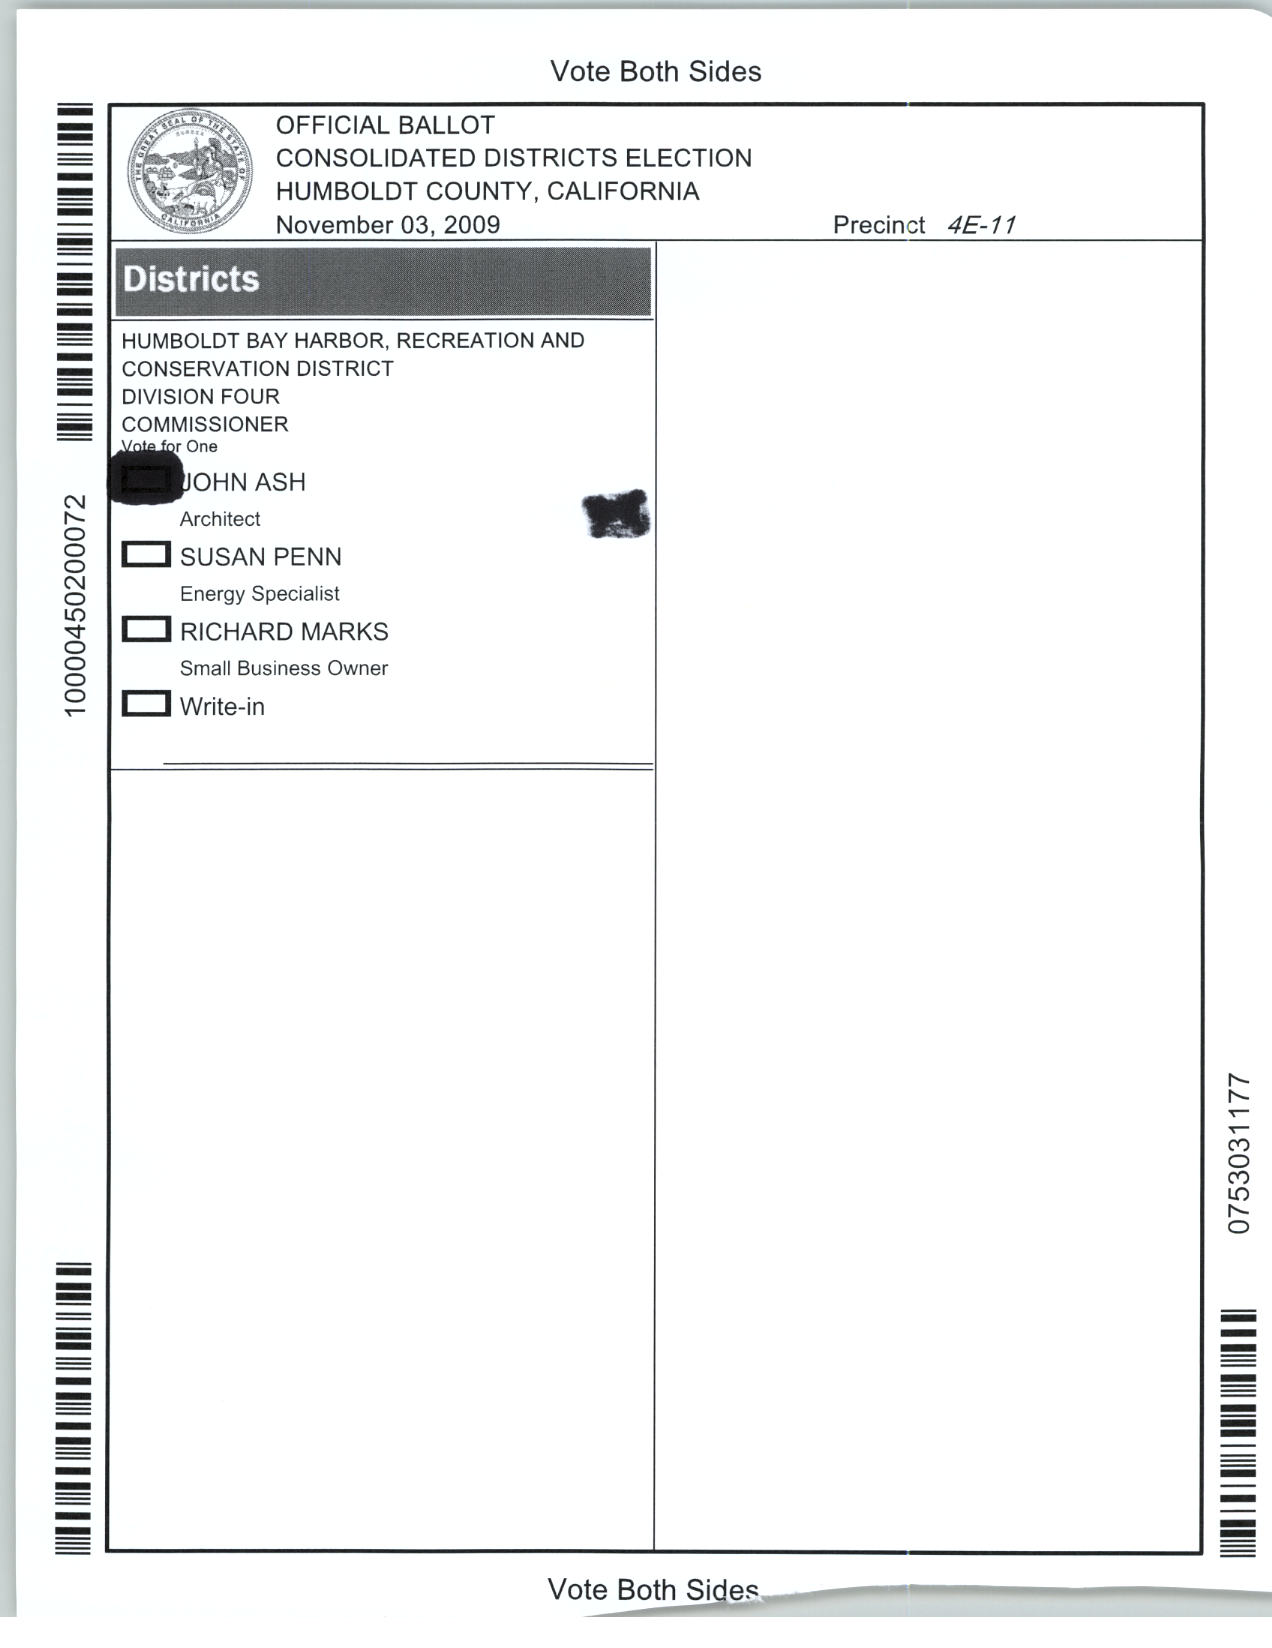 Vote Both Sides
THE GREAT SEAL OF THE STATE OF CALIFORNIA
EUREKA
OFFICIAL BALLOT
CONSOLIDATED DISTRICTS ELECTION
HUMBOLDT COUNTY, CALIFORNIA
November 03, 2009
Precinct 4E-11
Districts
HUMBOLDT BAY HARBOR, RECREATION AND
CONSERVATION DISTRICT
DIVISION FOUR
COMMISSIONER
Vote for One
JOHN ASH
Architect
SUSAN PENN
Energy Specialist
RICHARD MARKS
Small Business Owner
Write-in
10000450200072
0753031177
Vote Both Sides